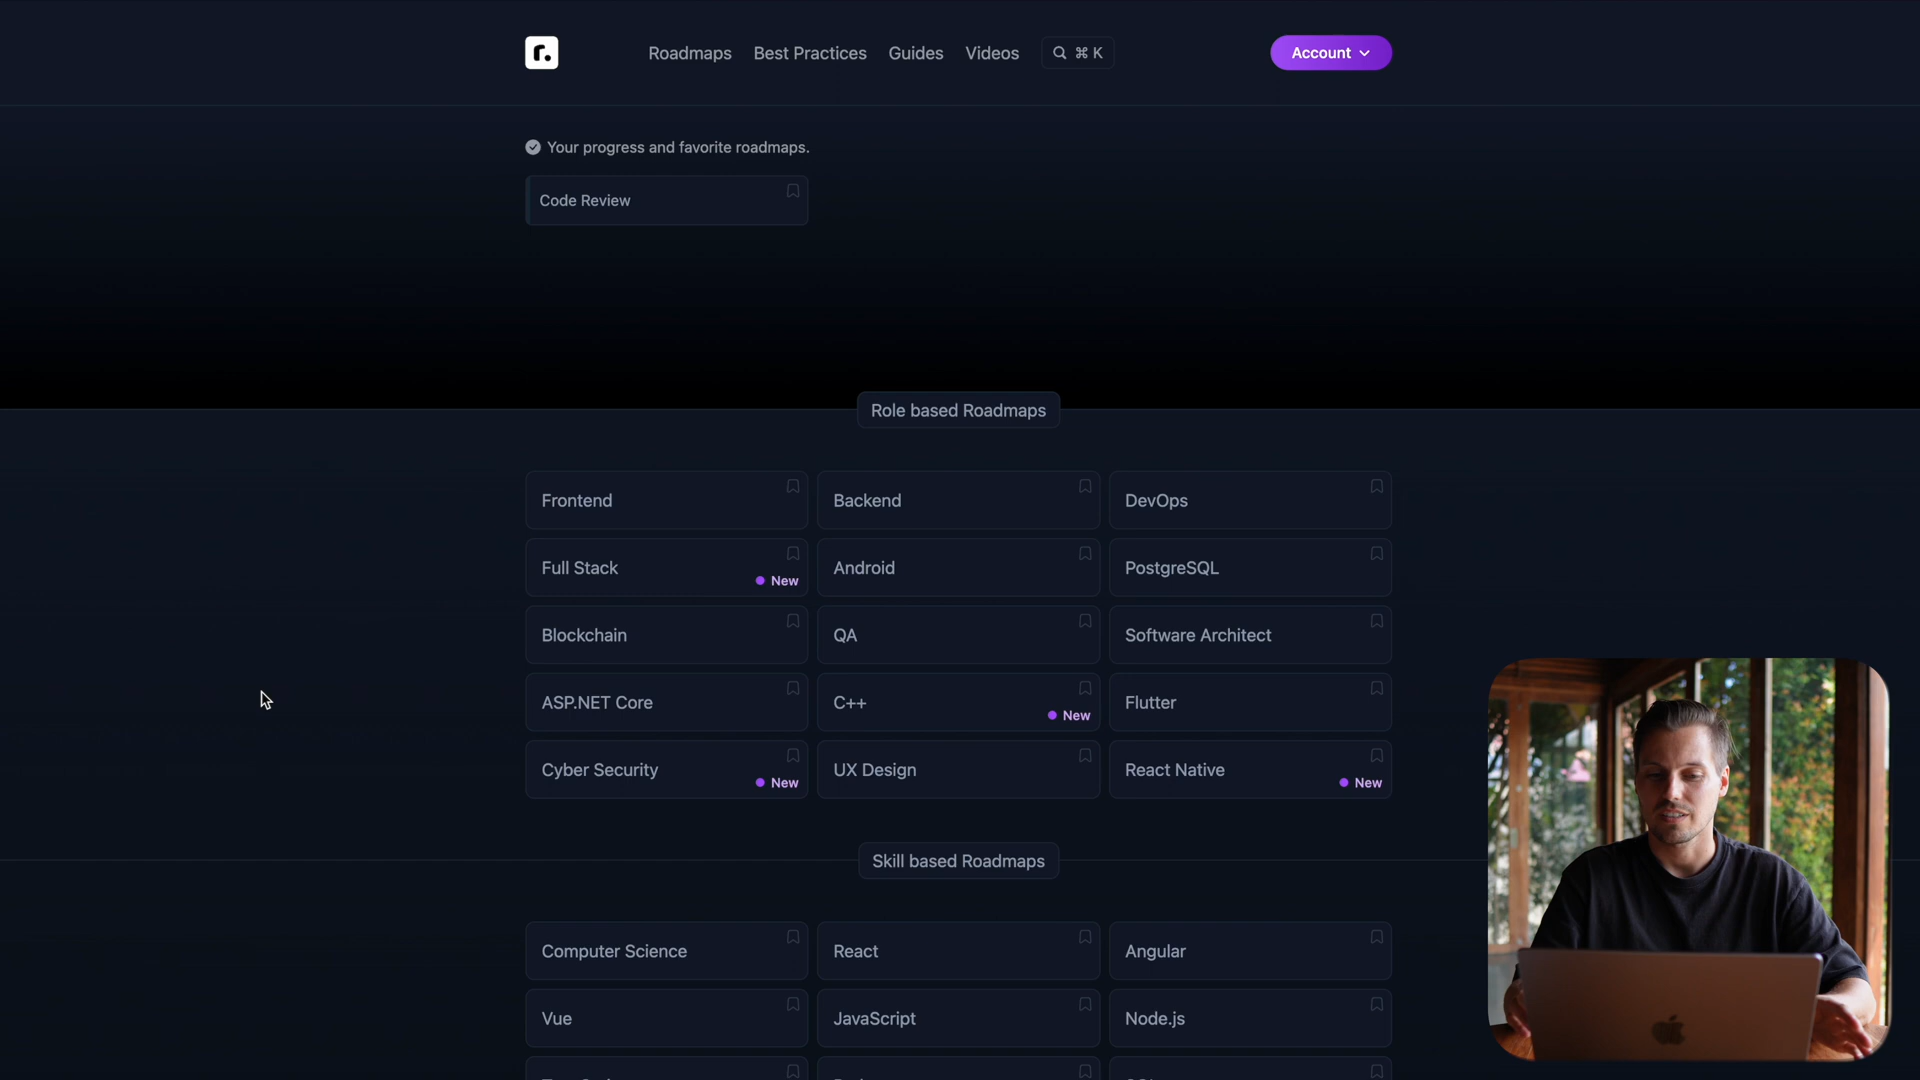 r.
Roadmaps Best Practices Guides Videos ⌘ K Account
Your progress and favorite roadmaps.
Code Review
Role based Roadmaps
Frontend Backend DevOps
Full Stack New Android PostgreSQL
Blockchain QA Software Architect
ASP.NET Core C++ New Flutter
Cyber Security New UX Design React Native New
Skill based Roadmaps
Computer Science React Angular
Vue JavaScript Node.js